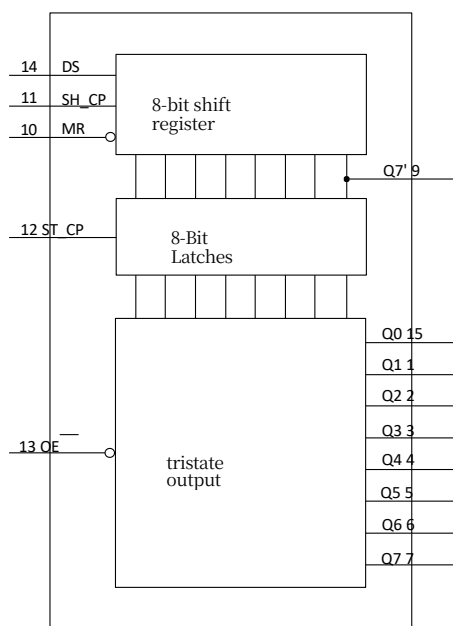 14 DS
11 SH_CP
10 MR
8-bit shift
register
Q7' 9
12 ST_CP
8-Bit
Latches
Q0 15
Q1 1
Q2 2
Q3 3
13 OE
Q4 4
tristate
output
Q5 5
Q6 6
Q7 7